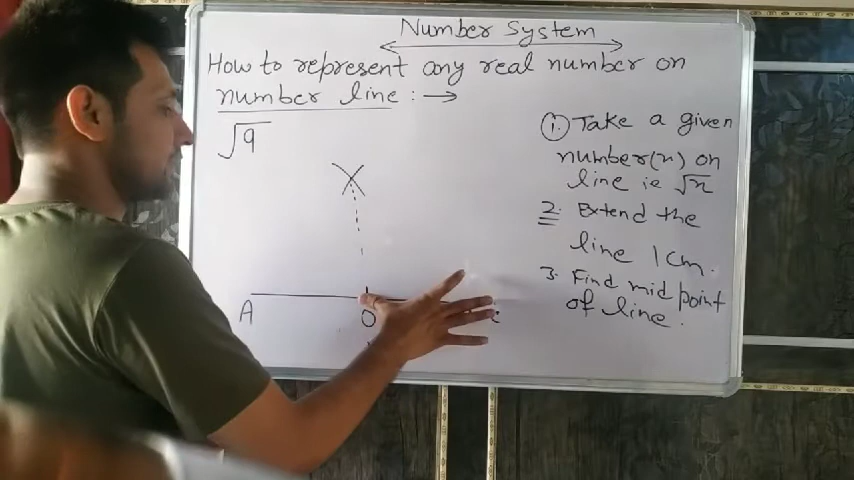 Number System
How to represent any real number on
number line : →
√9
1. Take a given
number(n) on
line ie √n
2. Extend the
line 1cm.
3. Find mid point
of line.
A O c